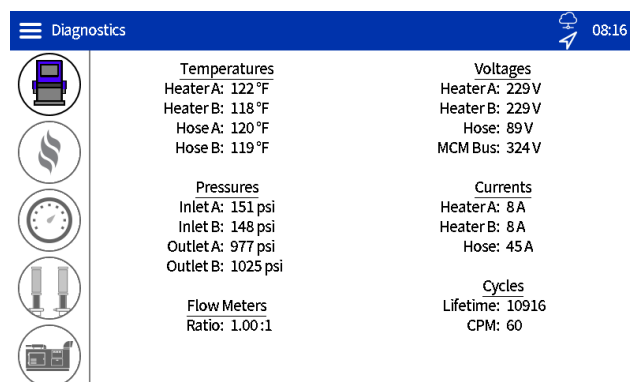 Diagnostics
08:16
Temperatures
Heater A: 122 °F
Heater B: 118 °F
Hose A: 120 °F
Hose B: 119 °F
Pressures
Inlet A: 151 psi
Inlet B: 148 psi
Outlet A: 977 psi
Outlet B: 1025 psi
Flow Meters
Ratio: 1.00:1
Voltages
Heater A: 229 V
Heater B: 229 V
Hose: 89 V
MCM Bus: 324 V
Currents
Heater A: 8 A
Heater B: 8 A
Hose: 45 A
Cycles
Lifetime: 10916
CPM: 60